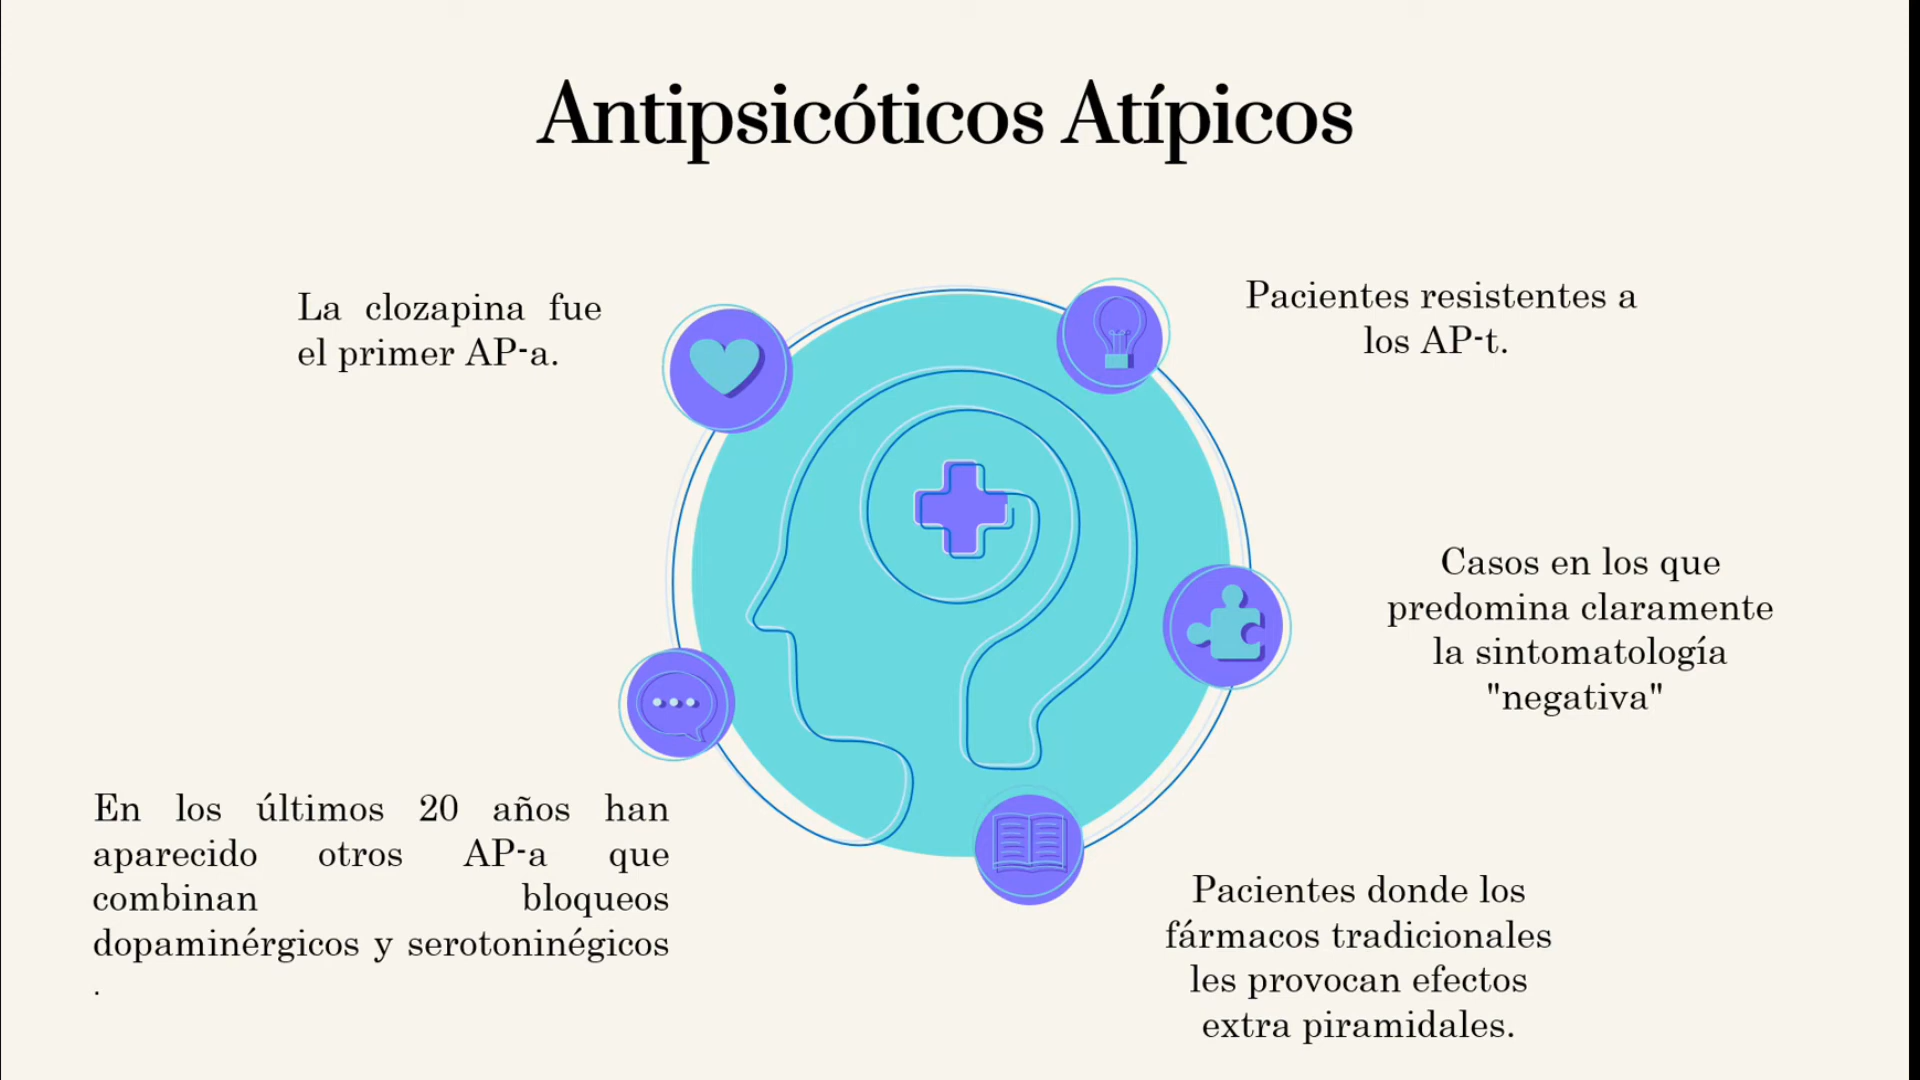 Antipsicóticos Atípicos
La clozapina fue
el primer AP-a.
Pacientes resistentes a
los AP-t.
Casos en los que
predomina claramente
la sintomatología
"negativa"
En los últimos 20 años han
aparecido otros AP-a que
combinan bloqueos
dopaminérgicos y serotoninégicos
.
Pacientes donde los
fármacos tradicionales
les provocan efectos
extra piramidales.